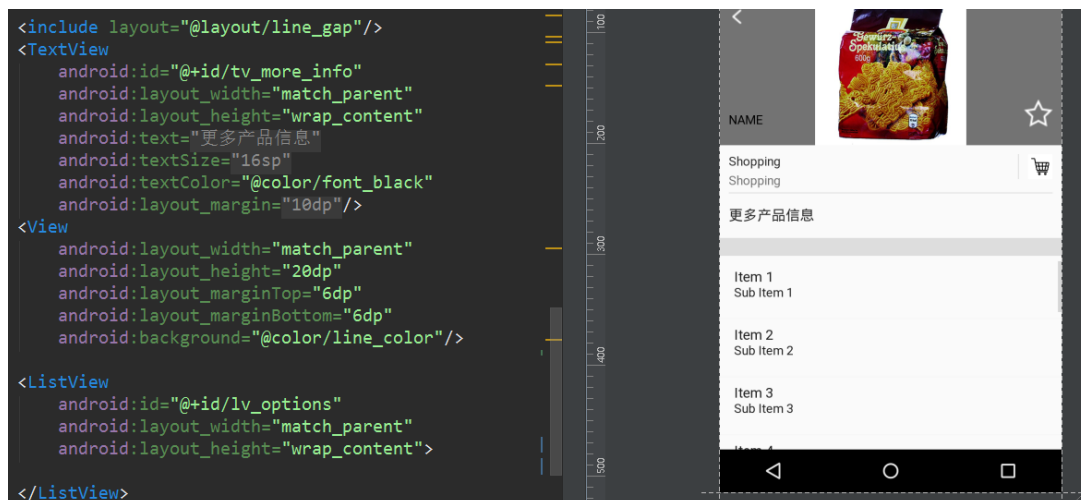 <include layout="@layout/line_gap"/>
<TextView
android:id="@+id/tv_more_info"
android:layout_width="match_parent"
android:layout_height="wrap_content"
android:text="更多产品信息"
android:textSize="16sp"
android:textColor="@color/font_black"
android:layout_margin="10dp"/>
<View
android:layout_width="match_parent"
android:layout_height="20dp"
android:layout_marginTop="6dp"
android:layout_marginBottom="6dp"
android:background="@color/line_color"/>
<ListView
android:id="@+id/lv_options"
android:layout_width="match_parent"
android:layout_height="wrap_content">
</ListView>
100
200
300
400
500
Gewürz-
Spekulatius
600g
NAME
Shopping
Shopping
更多产品信息
Item 1
Sub Item 1
Item 2
Sub Item 2
Item 3
Sub Item 3